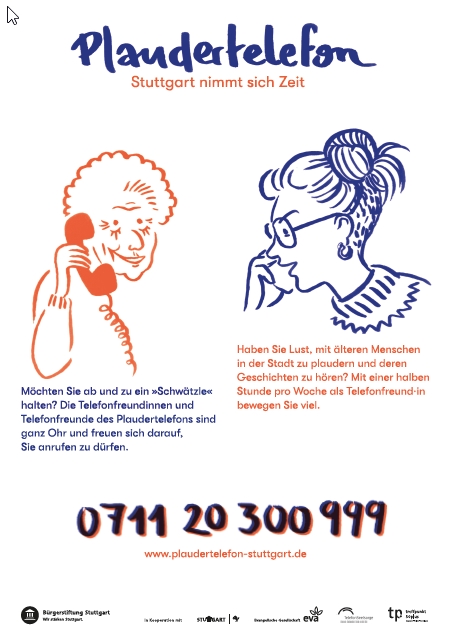 Plaudertelefon
Stuttgart nimmt sich Zeit
Haben Sie Lust, mit älteren Menschen
in der Stadt zu plaudern und deren
Geschichten zu hören? Mit einer halben
Stunde pro Woche als Telefonfreund·in
bewegen Sie viel.
Möchten Sie ab und zu ein »Schwätzle«
halten? Die Telefonfreundinnen und
Telefonfreunde des Plaudertelefons sind
ganz Ohr und freuen sich darauf,
Sie anrufen zu dürfen.
0711 20 300 999
www.plaudertelefon-stuttgart.de
Bürgerstiftung Stuttgart
Wir stärken Stuttgart.
In Kooperation mit
STUTTGART
Evangelische Gesellschaft eva
TelefonSeelsorge
tp treffpunkt